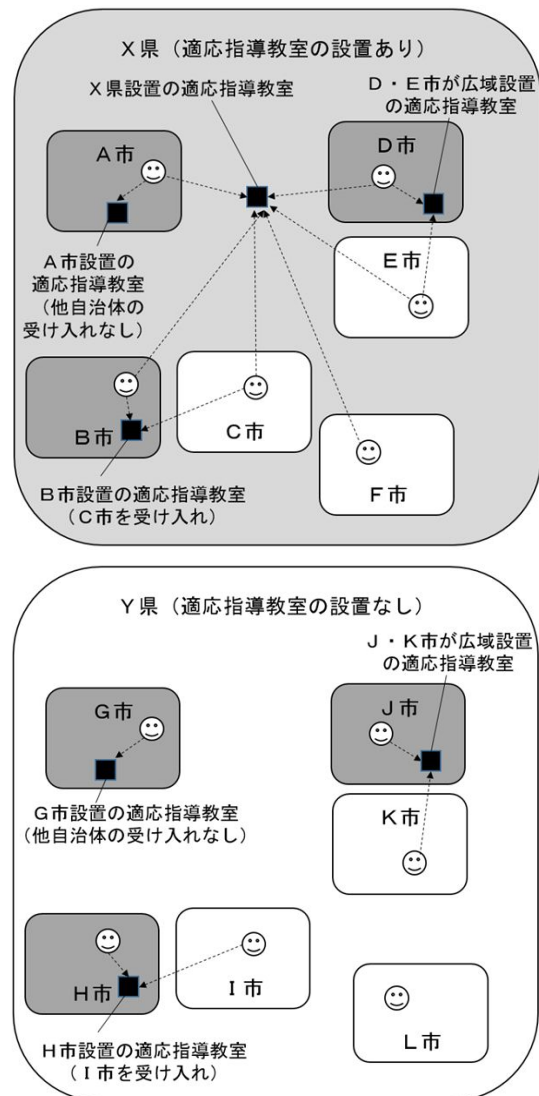 X県（適応指導教室の設置あり）
X県設置の適応指導教室
D・E市が広域設置
の適応指導教室
A市
D市
A市設置の
適応指導教室
（他自治体の
受け入れなし）
E市
B市
C市
F市
B市設置の適応指導教室
（C市を受け入れ）
Y県（適応指導教室の設置なし）
J・K市が広域設置
の適応指導教室
G市
J市
G市設置の適応指導教室
（他自治体の受け入れなし）
K市
H市
I市
L市
H市設置の適応指導教室
（I市を受け入れ）